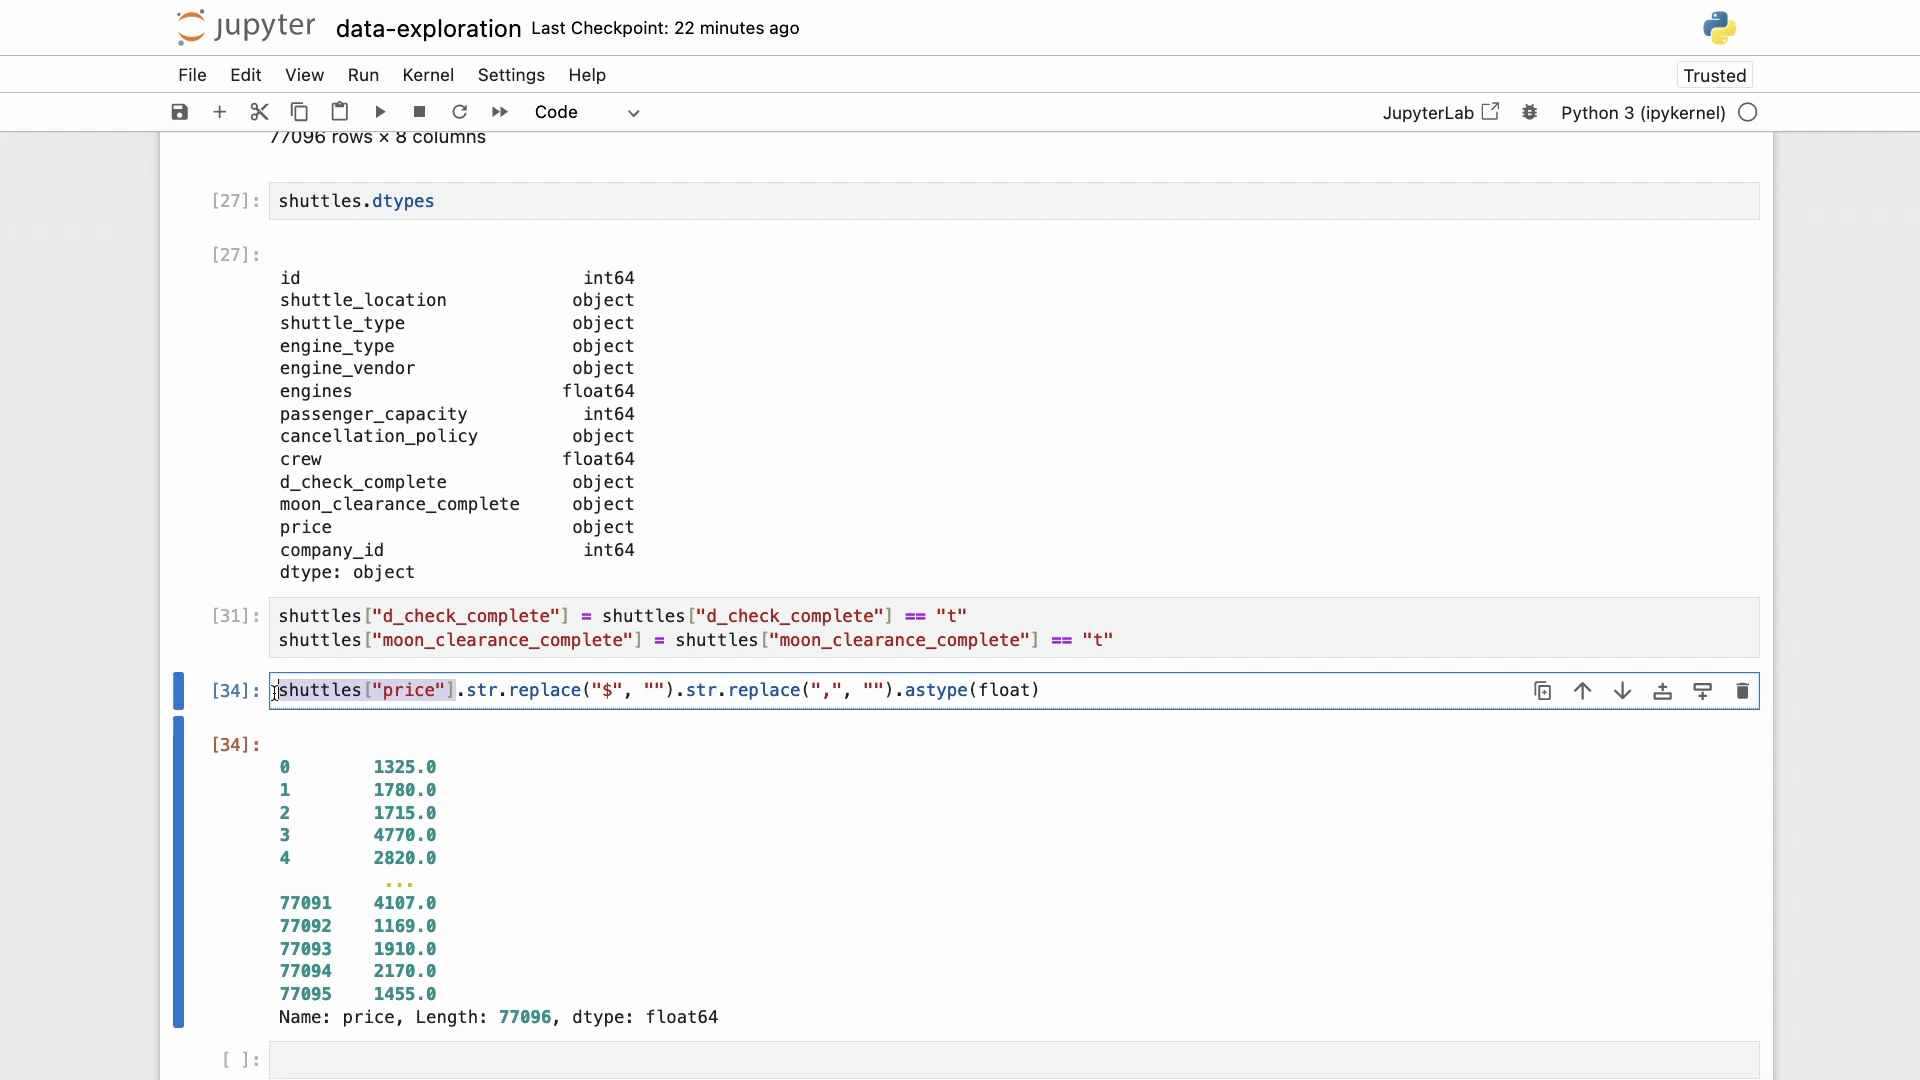 jupyter data-exploration Last Checkpoint: 22 minutes ago
File Edit View Run Kernel Settings Help Trusted
Code JupyterLab Python 3 (ipykernel)
77096 rows × 8 columns
[27]: shuttles.dtypes
[27]:
id int64
shuttle_location object
shuttle_type object
engine_type object
engine_vendor object
engines float64
passenger_capacity int64
cancellation_policy object
crew float64
d_check_complete object
moon_clearance_complete object
price object
company_id int64
dtype: object
[31]: shuttles["d_check_complete"] = shuttles["d_check_complete"] == "t"
shuttles["moon_clearance_complete"] = shuttles["moon_clearance_complete"] == "t"
[34]: shuttles["price"].str.replace("$", "").str.replace(",", "").astype(float)
[34]:
0 1325.0
1 1780.0
2 1715.0
3 4770.0
4 2820.0
...
77091 4107.0
77092 1169.0
77093 1910.0
77094 2170.0
77095 1455.0
Name: price, Length: 77096, dtype: float64
[ ]: